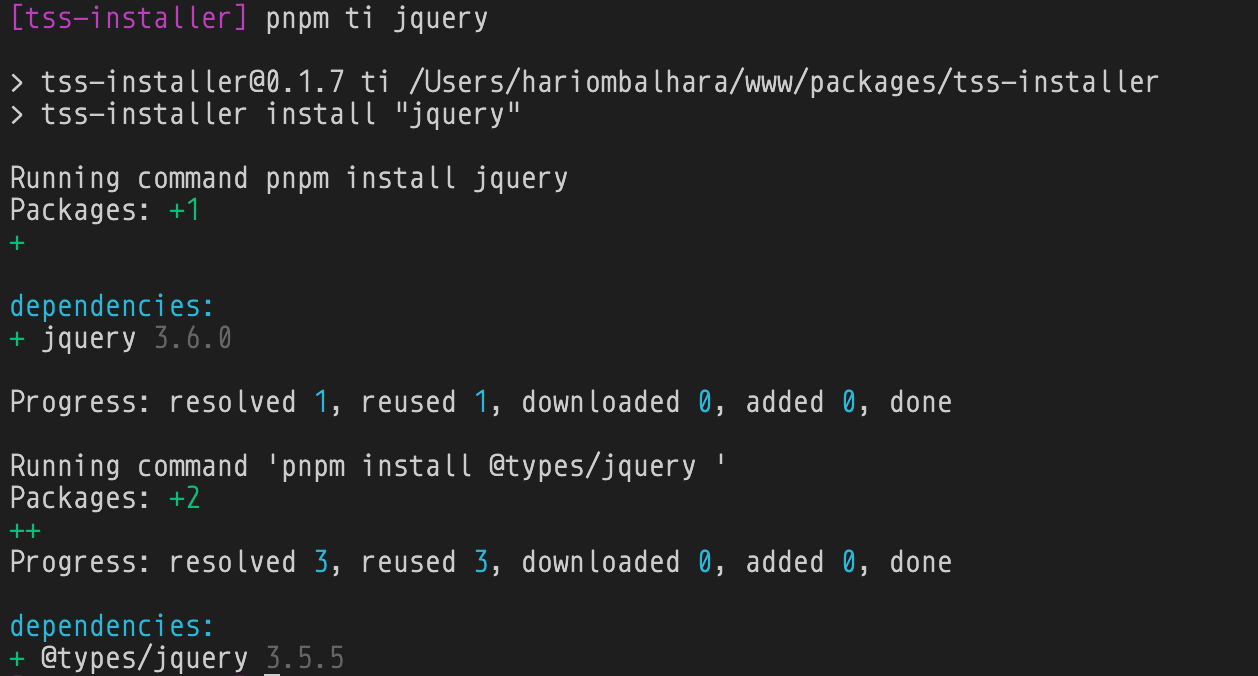 [tss-installer] pnpm ti jquery
> tss-installer@0.1.7 ti /Users/hariombalhara/www/packages/tss-installer
> tss-installer install "jquery"
Running command pnpm install jquery
Packages: +1
+
dependencies:
+ jquery 3.6.0
Progress: resolved 1, reused 1, downloaded 0, added 0, done
Running command 'pnpm install @types/jquery '
Packages: +2
++
Progress: resolved 3, reused 3, downloaded 0, added 0, done
dependencies:
+ @types/jquery 3.5.5